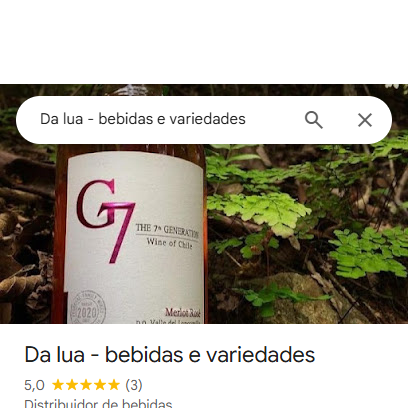 Da lua - bebidas e variedades
G7
THE 7th GENERATION
Wine of Chile
2020
Merlot Rosé
D.O. Valle del Loncomilla
Da lua - bebidas e variedades
5,0 (3)
Distribuidor de bebidas